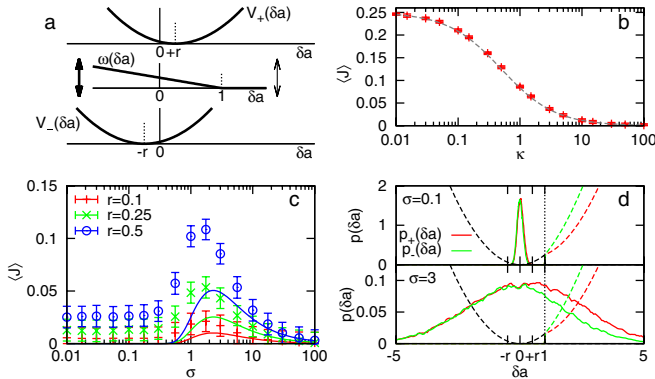 a
V₊(δa)
0 +r
δa
ω(δa)
0
1
δa
V₋(δa)
-r
0
δa
b
⟨J⟩
0.25
0.2
0.15
0.1
0.05
0
0.01
0.1
1
10
100
κ
c
⟨J⟩
0.15
0.1
0.05
0
r=0.1
r=0.25
r=0.5
0.01
0.1
1
10
100
σ
d
p(δa)
2
1
0
σ=0.1
p₊(δa)
p₋(δa)
p(δa)
0.1
0.05
0
σ=3
-5
-r 0 +r 1
5
δa